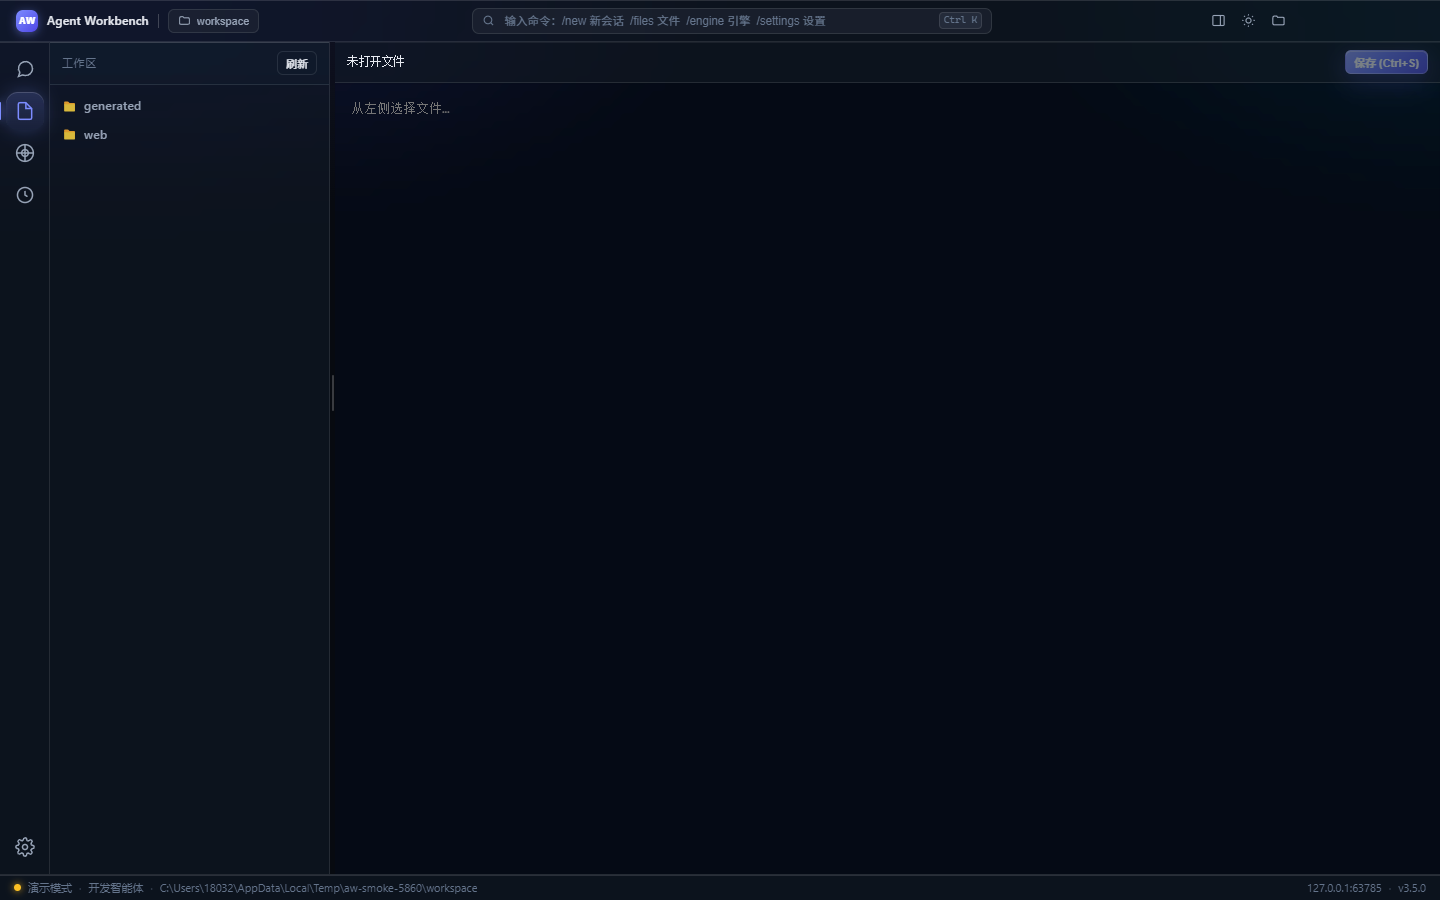 AW Agent Workbench workspace 输入命令：/new 新会话 /files 文件 /engine 引擎 /settings 设置 Ctrl K
工作区 刷新 未打开文件 保存 (Ctrl+S)
generated
web
从左侧选择文件...
演示模式 · 开发智能体 · C:\Users\18032\AppData\Local\Temp\aw-smoke-5860\workspace 127.0.0.1:63785 · v3.5.0